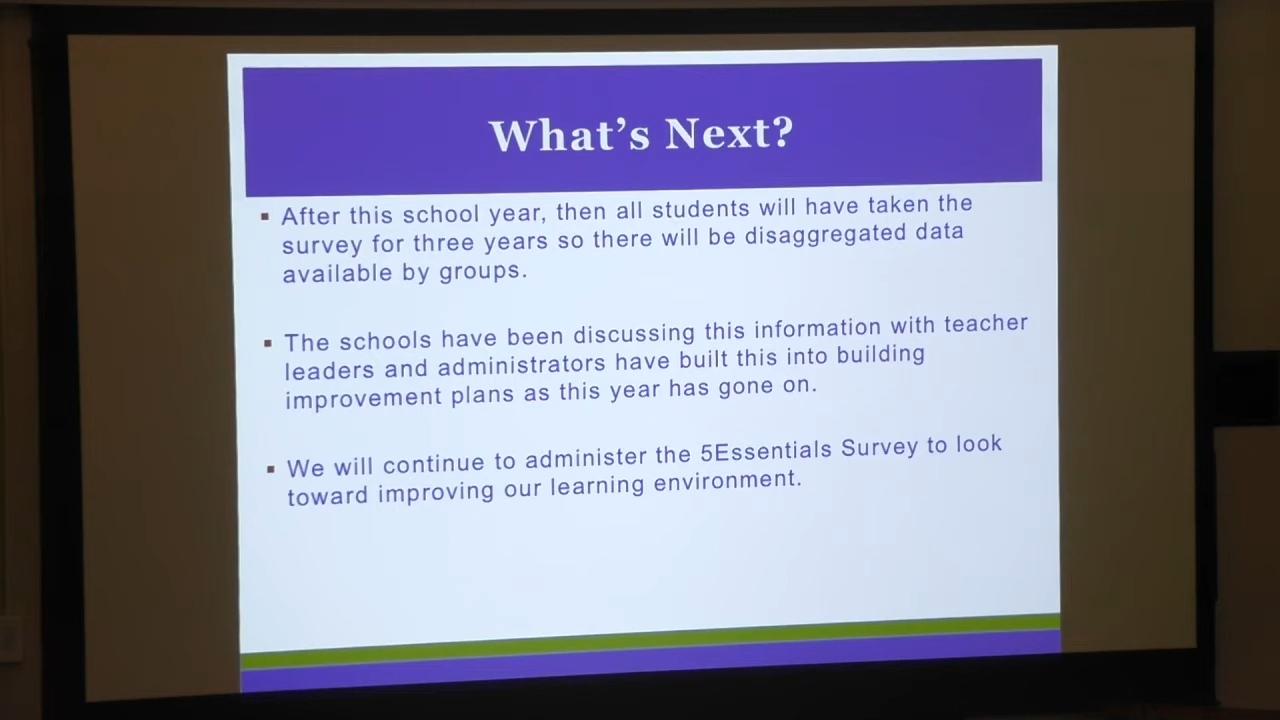 What's Next?
▪ After this school year, then all students will have taken the
survey for three years so there will be disaggregated data
available by groups.
▪ The schools have been discussing this information with teacher
leaders and administrators have built this into building
improvement plans as this year has gone on.
▪ We will continue to administer the 5Essentials Survey to look
toward improving our learning environment.